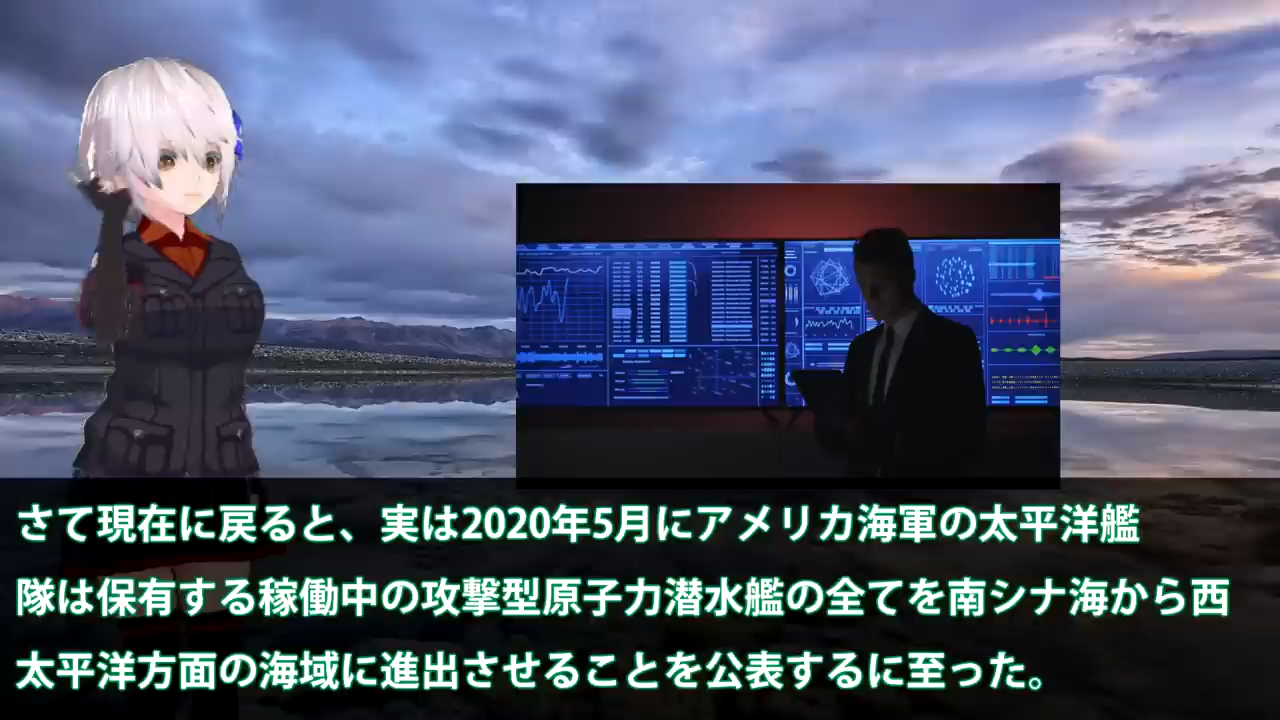 さて現在に戻ると、実は2020年5月にアメリカ海軍の太平洋艦
隊は保有する稼働中の攻撃型原子力潜水艦の全てを南シナ海から西
太平洋方面の海域に進出させることを公表するに至った。